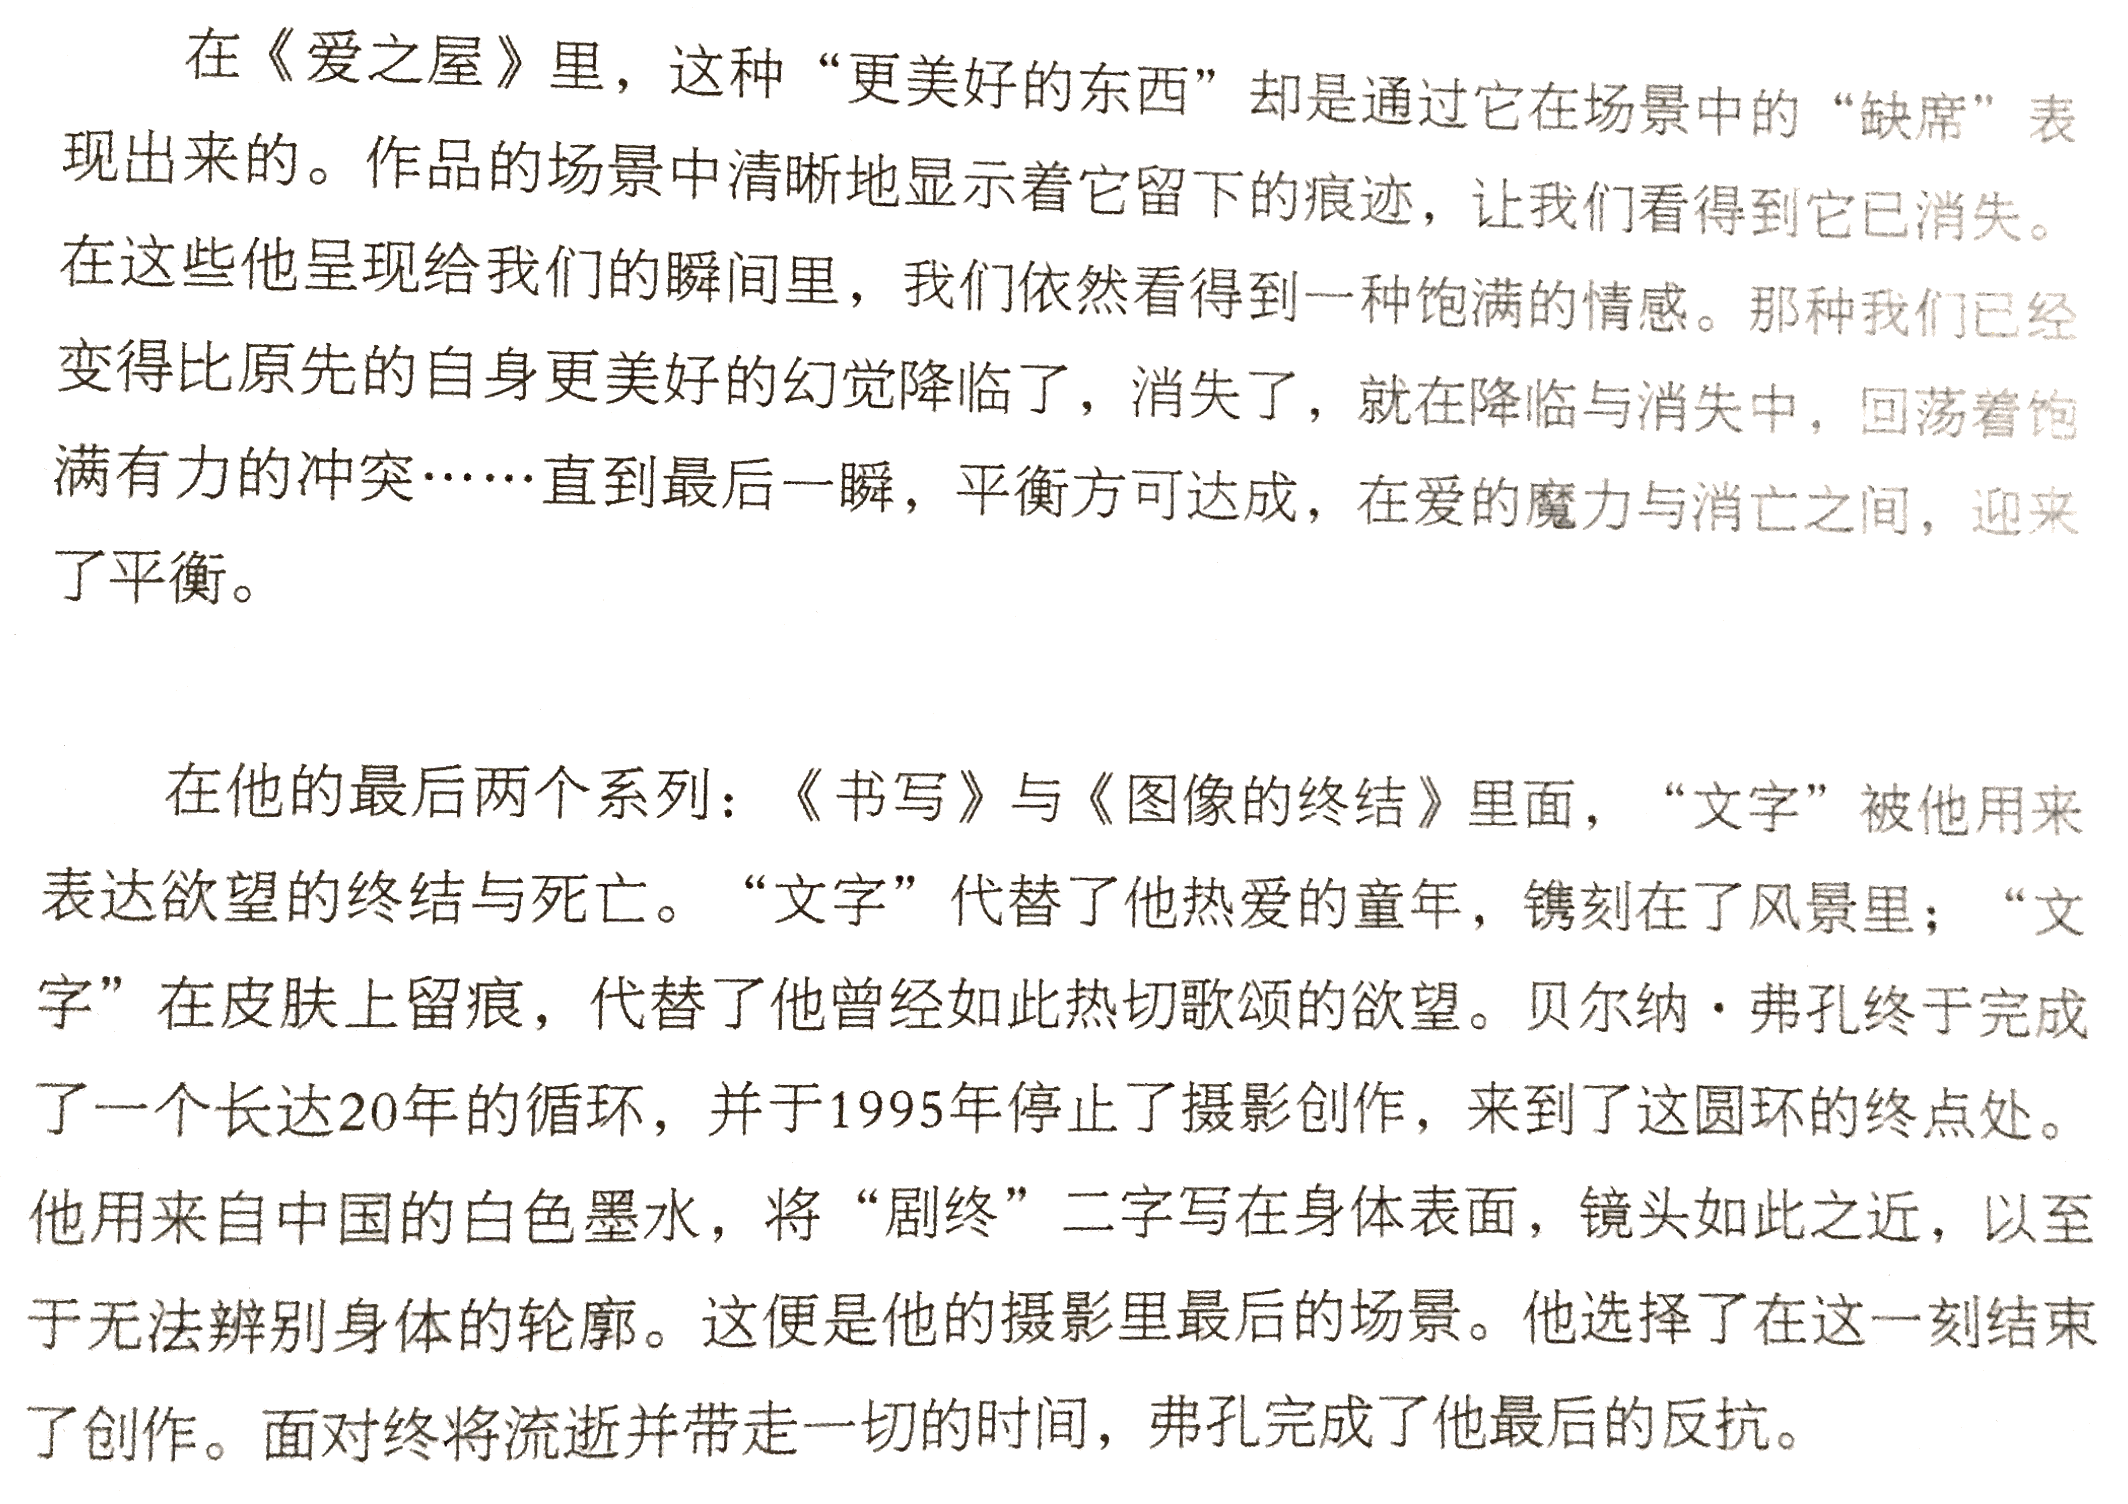 在《爱之屋》里，这种“更美好的东西”却是通过它在场景中的“缺席”表
现出来的。作品的场景中清晰地显示着它留下的痕迹，让我们看得到它已消失。
在这些他呈现给我们的瞬间里，我们依然看得到一种饱满的情感。那种我们已经
变得比原先的自身更美好的幻觉降临了，消失了，就在降临与消失中，回荡着饱
满有力的冲突……直到最后一瞬，平衡方可达成，在爱的魔力与消亡之间，迎来
了平衡。
在他的最后两个系列：《书写》与《图像的终结》里面，“文字”被他用来
表达欲望的终结与死亡。“文字”代替了他热爱的童年，镌刻在了风景里；“文
字”在皮肤上留痕，代替了他曾经如此热切歌颂的欲望。贝尔纳·弗孔终于完成
了一个长达20年的循环，并于1995年停止了摄影创作，来到了这圆环的终点处。
他用来自中国的白色墨水，将“剧终”二字写在身体表面，镜头如此之近，以至
于无法辨别身体的轮廓。这便是他的摄影里最后的场景。他选择了在这一刻结束
了创作。面对终将流逝并带走一切的时间，弗孔完成了他最后的反抗。